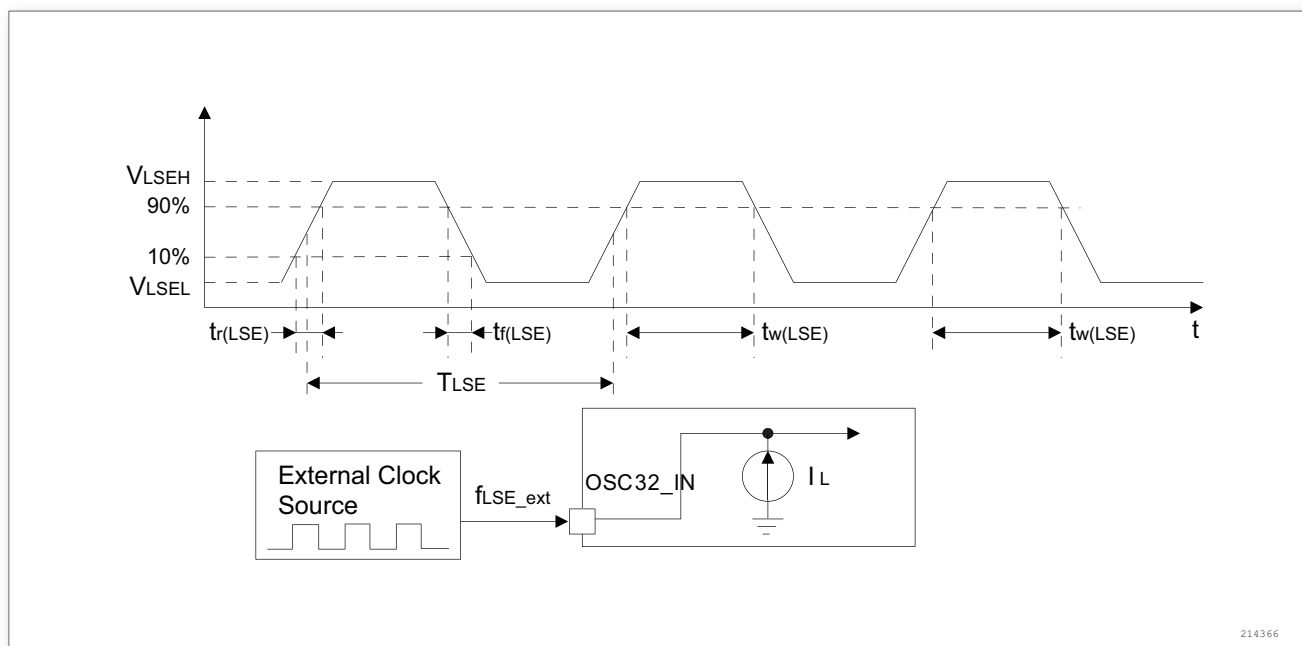 VLSEH
90%
10%
VLSEL
tr(LSE)
tf(LSE)
tw(LSE)
tw(LSE)
t
TLSE
External Clock
Source
fLSE_ext
OSC32_IN
IL
214366